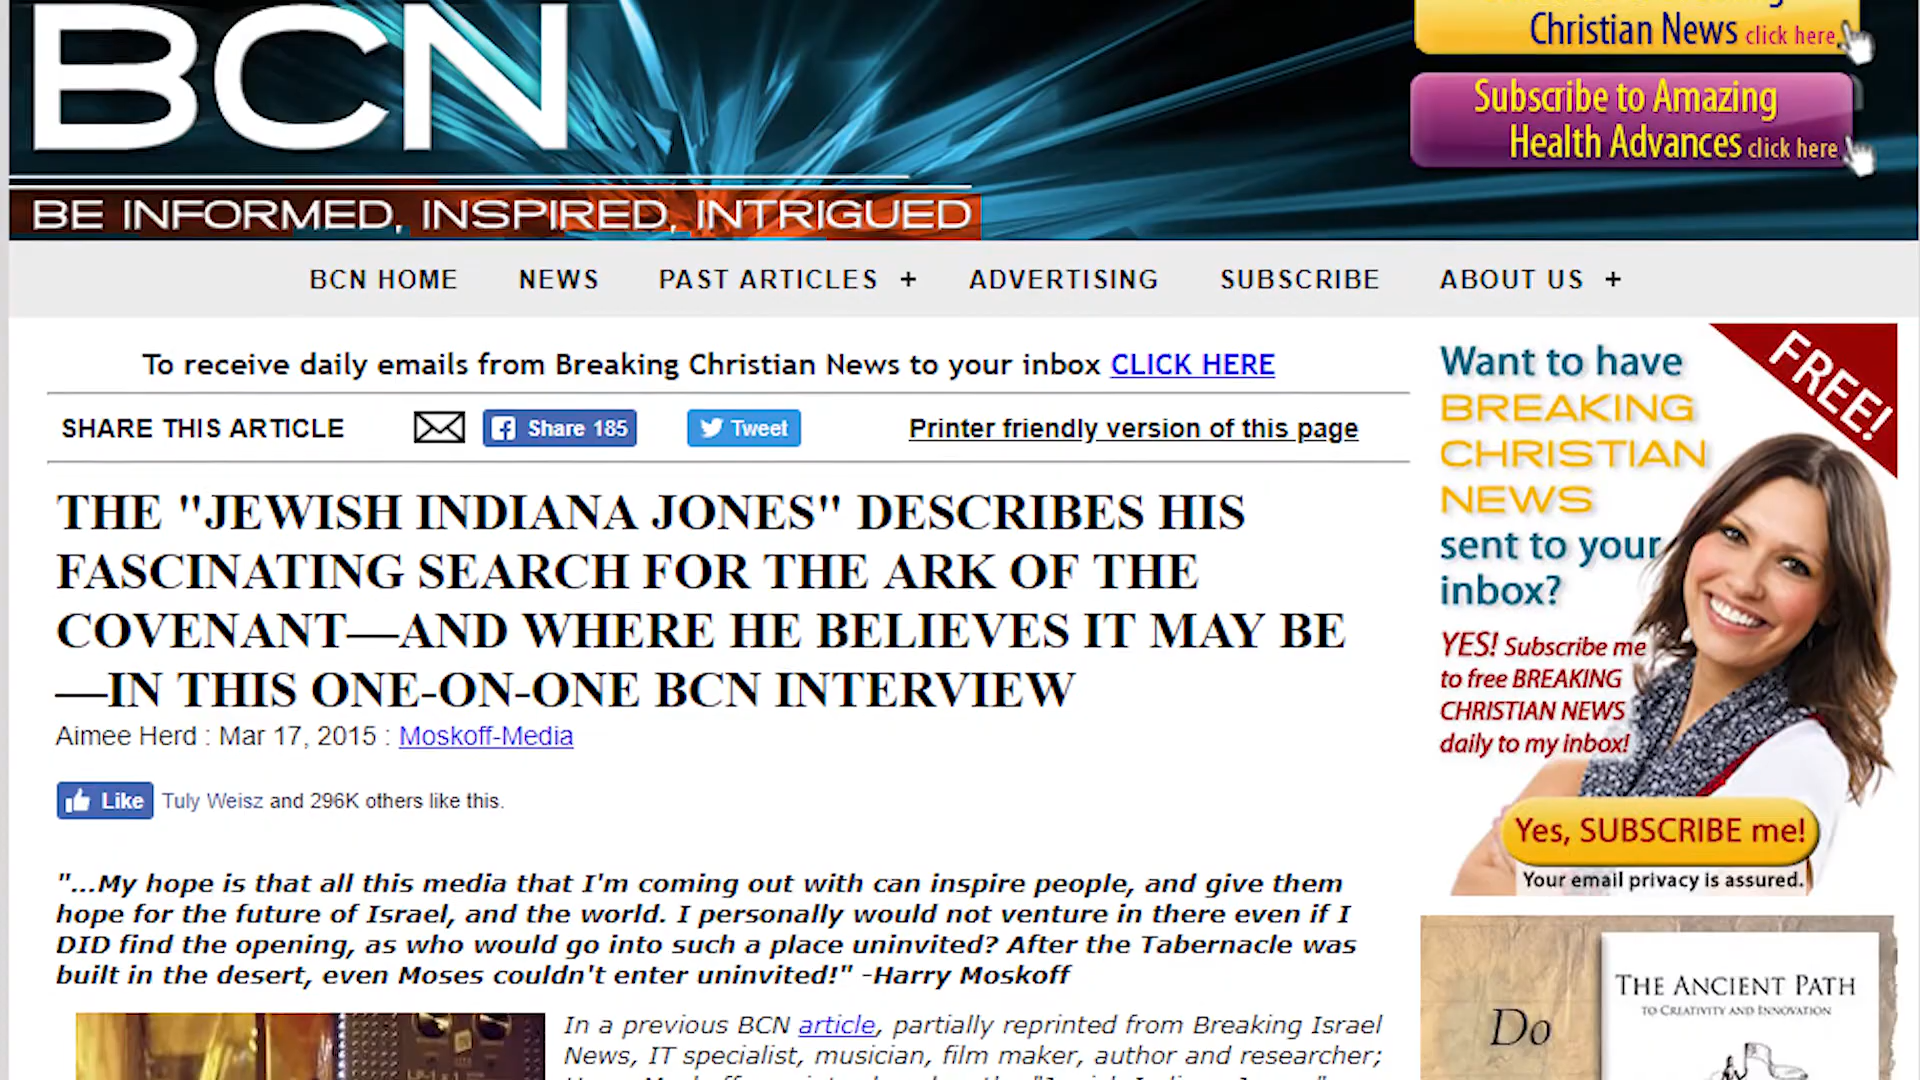 BCN
BE INFORMED, INSPIRED, INTRIGUED
Christian News click here
Subscribe to Amazing
Health Advances click here
BCN HOME NEWS PAST ARTICLES + ADVERTISING SUBSCRIBE ABOUT US +
To receive daily emails from Breaking Christian News to your inbox CLICK HERE
SHARE THIS ARTICLE Share 185 Tweet Printer friendly version of this page
THE "JEWISH INDIANA JONES" DESCRIBES HIS
FASCINATING SEARCH FOR THE ARK OF THE
COVENANT—AND WHERE HE BELIEVES IT MAY BE
—IN THIS ONE-ON-ONE BCN INTERVIEW
Aimee Herd : Mar 17, 2015 : Moskoff-Media
Like Tuly Weisz and 296K others like this.
"...My hope is that all this media that I'm coming out with can inspire people, and give them
hope for the future of Israel, and the world. I personally would not venture in there even if I
DID find the opening, as who would go into such a place uninvited? After the Tabernacle was
built in the desert, even Moses couldn't enter uninvited!" -Harry Moskoff
In a previous BCN article, partially reprinted from Breaking Israel
News, IT specialist, musician, film maker, author and researcher;
FREE!
Want to have
BREAKING
CHRISTIAN
NEWS
sent to your
inbox?
YES! Subscribe me
to free BREAKING
CHRISTIAN NEWS
daily to my inbox!
Yes, SUBSCRIBE me!
Your email privacy is assured.
Do
THE ANCIENT PATH
TO CREATIVITY AND INNOVATION